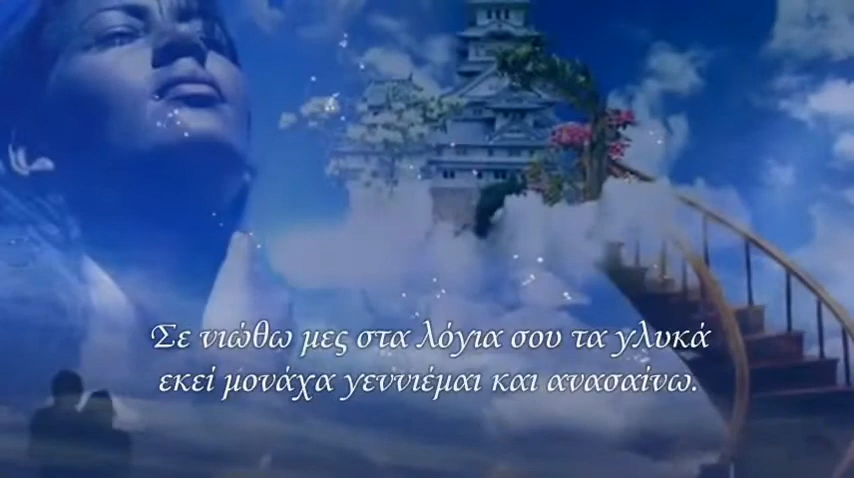 Σε νιώθω μες στα λόγια σου τα γλυκά
εκεί μονάχα γεννιέμαι και ανασαίνω.